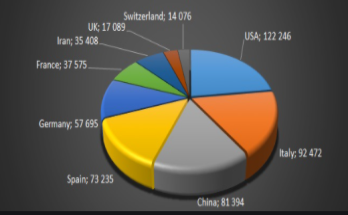 Switzerland; 14 076
UK; 17 089
USA; 122 246
Iran; 35 408
France; 37 575
Germany; 57 695
Italy; 92 472
Spain; 73 235
China; 81 394